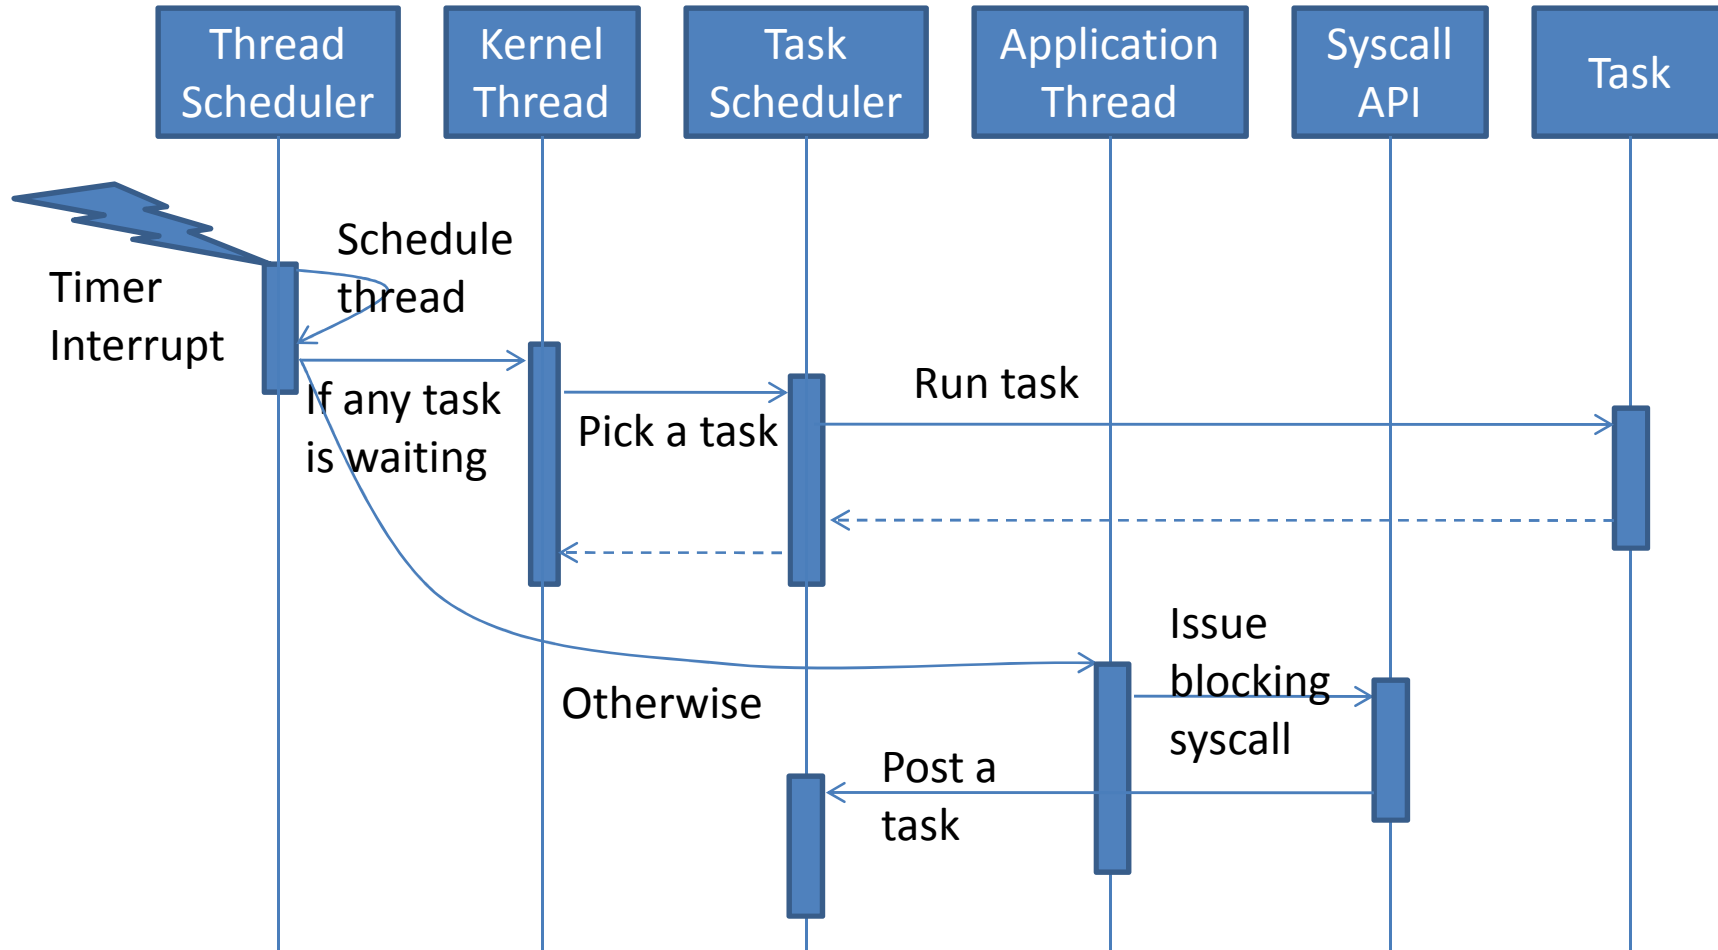 Thread
Scheduler
Kernel
Thread
Task
Scheduler
Application
Thread
Syscall
API
Task
Timer
Interrupt
Schedule
thread
If any task
is waiting
Pick a task
Run task
Otherwise
Issue
blocking
syscall
Post a
task